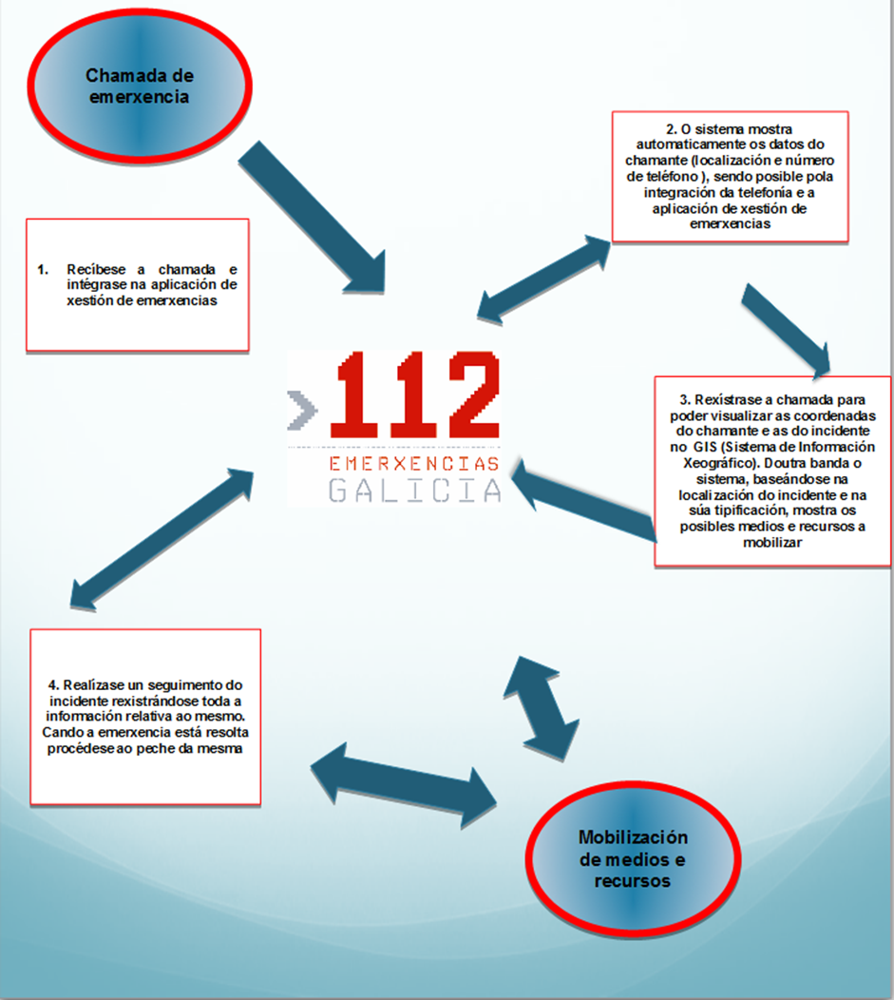 Chamada de
emerxencia
1. Recíbese a chamada e
intégrase na aplicación de
xestión de emerxencias
2. O sistema mostra
automaticamente os datos do
chamante (localización e número
de teléfono ), sendo posible pola
integración da telefonía e a
aplicación de xestión de
emerxencias
112
EMERXENCIAS
GALICIA
3. Rexístrase a chamada para
poder visualizar as coordenadas
do chamante e as do incidente
no GIS (Sistema de Información
Xeográfico). Doutra banda o
sistema, baseándose na
localización do incidente e na
súa tipificación, mostra os
posibles medios e recursos a
mobilizar
4. Realízase un seguimento do
incidente rexistrándose toda a
información relativa ao mesmo.
Cando a emerxencia está resolta
procédese ao peche da mesma
Mobilización
de medios e
recursos